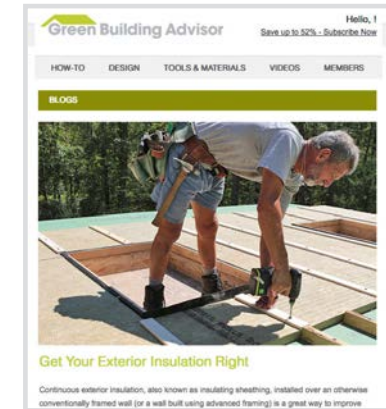 Green Building Advisor
Hello, !
Save up to 52% - Subscribe Now
HOW-TO DESIGN TOOLS & MATERIALS VIDEOS MEMBERS
BLOGS
Get Your Exterior Insulation Right
Continuous exterior insulation, also known as insulating sheathing, installed over an otherwise
conventionally framed wall (or a wall built using advanced framing) is a great way to improve